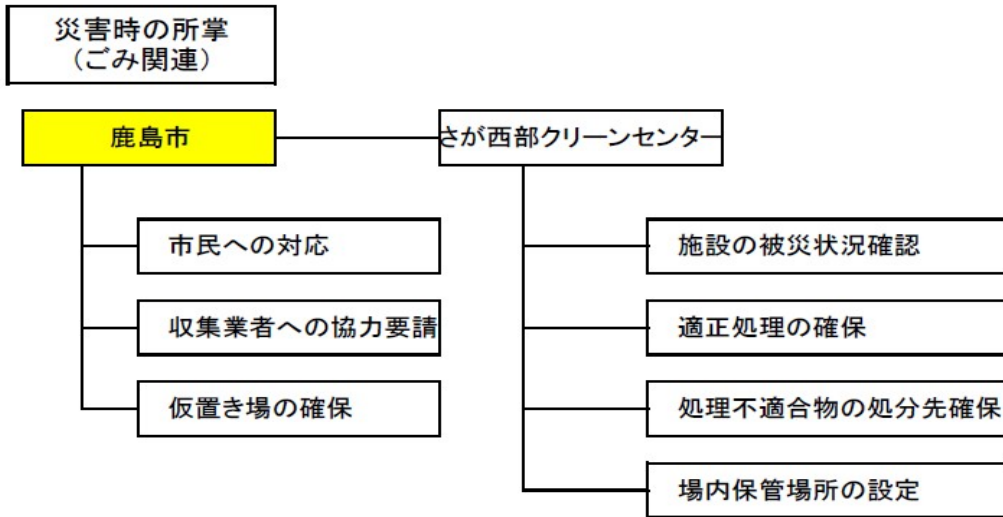 災害時の所掌
（ごみ関連）
鹿島市
さが西部クリーンセンター
市民への対応
収集業者への協力要請
仮置き場の確保
施設の被災状況確認
適正処理の確保
処理不適合物の処分先確保
場内保管場所の設定